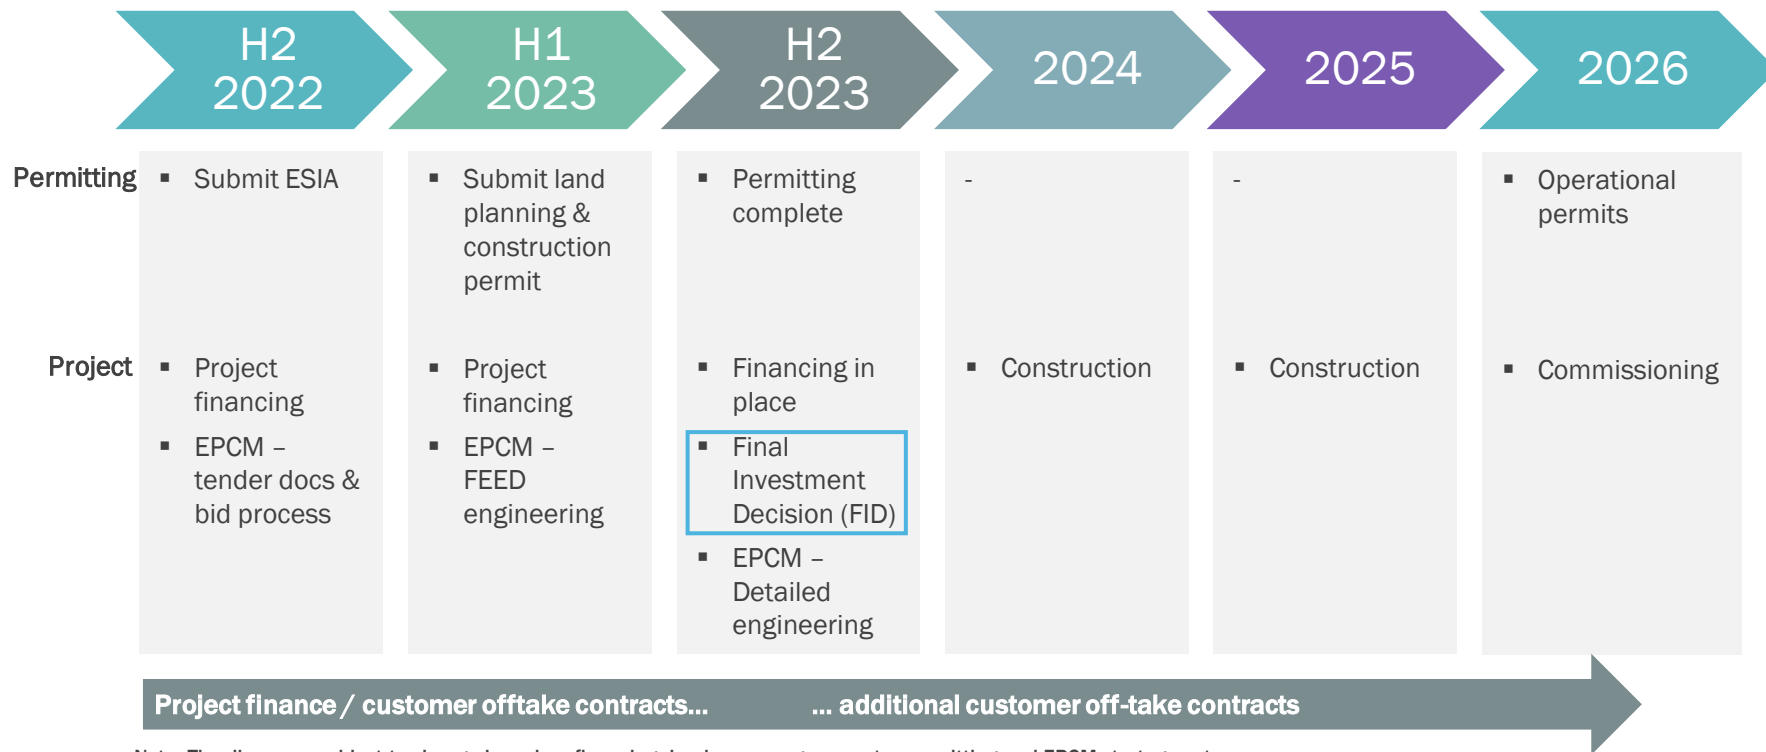 H2
2022
H1
2023
H2
2023
2024
2025
2026
Permitting
▪ Submit ESIA
▪ Submit land
planning &
construction
permit
▪ Permitting
complete
-
-
▪ Operational
permits
Project
▪ Project
financing
▪ EPCM –
tender docs &
bid process
▪ Project
financing
▪ EPCM –
FEED
engineering
▪ Financing in
place
▪ Final
Investment
Decision (FID)
▪ EPCM –
Detailed
engineering
▪ Construction
▪ Construction
▪ Commissioning
Project finance / customer offtake contracts...
... additional customer off-take contracts